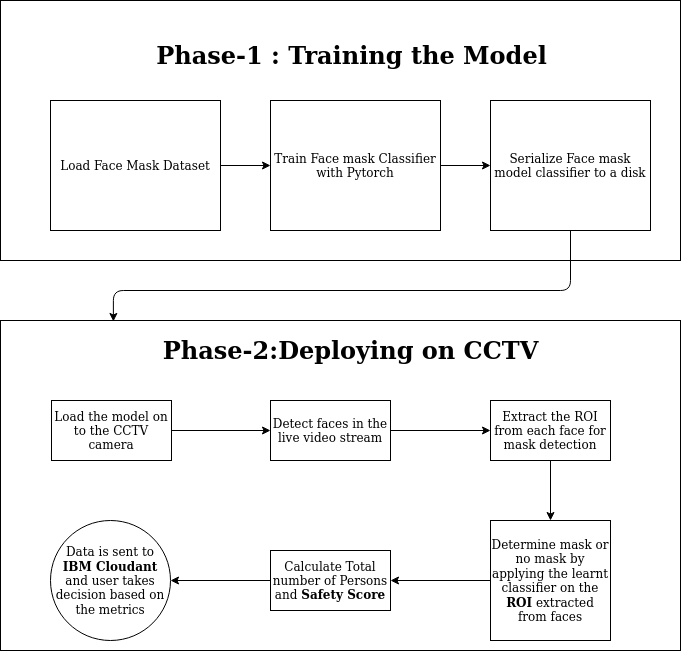 Phase-1 : Training the Model
Load Face Mask Dataset
Train Face mask Classifier
with Pytorch
Serialize Face mask
model classifier to a disk
Phase-2:Deploying on CCTV
Load the model on
to the CCTV
camera
Detect faces in the
live video stream
Extract the ROI
from each face for
mask detection
Determine mask or
no mask by
applying the learnt
classifier on the
ROI extracted
from faces
Calculate Total
number of Persons
and Safety Score
Data is sent to
IBM Cloudant
and user takes
decision based on
the metrics